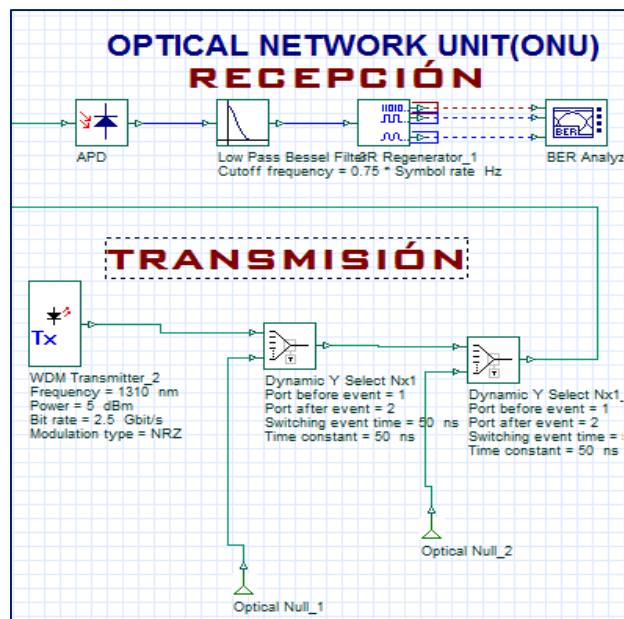 OPTICAL NETWORK UNIT(ONU)
RECEPCIÓN
11010
BER
APD
Low Pass Bessel Filter
3R Regenerator_1
BER Analyz
Cutoff frequency = 0.75 * Symbol rate Hz
TRANSMISIÓN
Tx
WDM Transmitter_2
Frequency = 1310 nm
Power = 5 dBm
Bit rate = 2.5 Gbit/s
Modulation type = NRZ
Dynamic Y Select Nx1
Port before event = 1
Port after event = 2
Switching event time = 50 ns
Time constant = 50 ns
Dynamic Y Select Nx1_
Port before event = 1
Port after event = 2
Switching event time =
Time constant = 50 ns
Optical Null_2
Optical Null_1